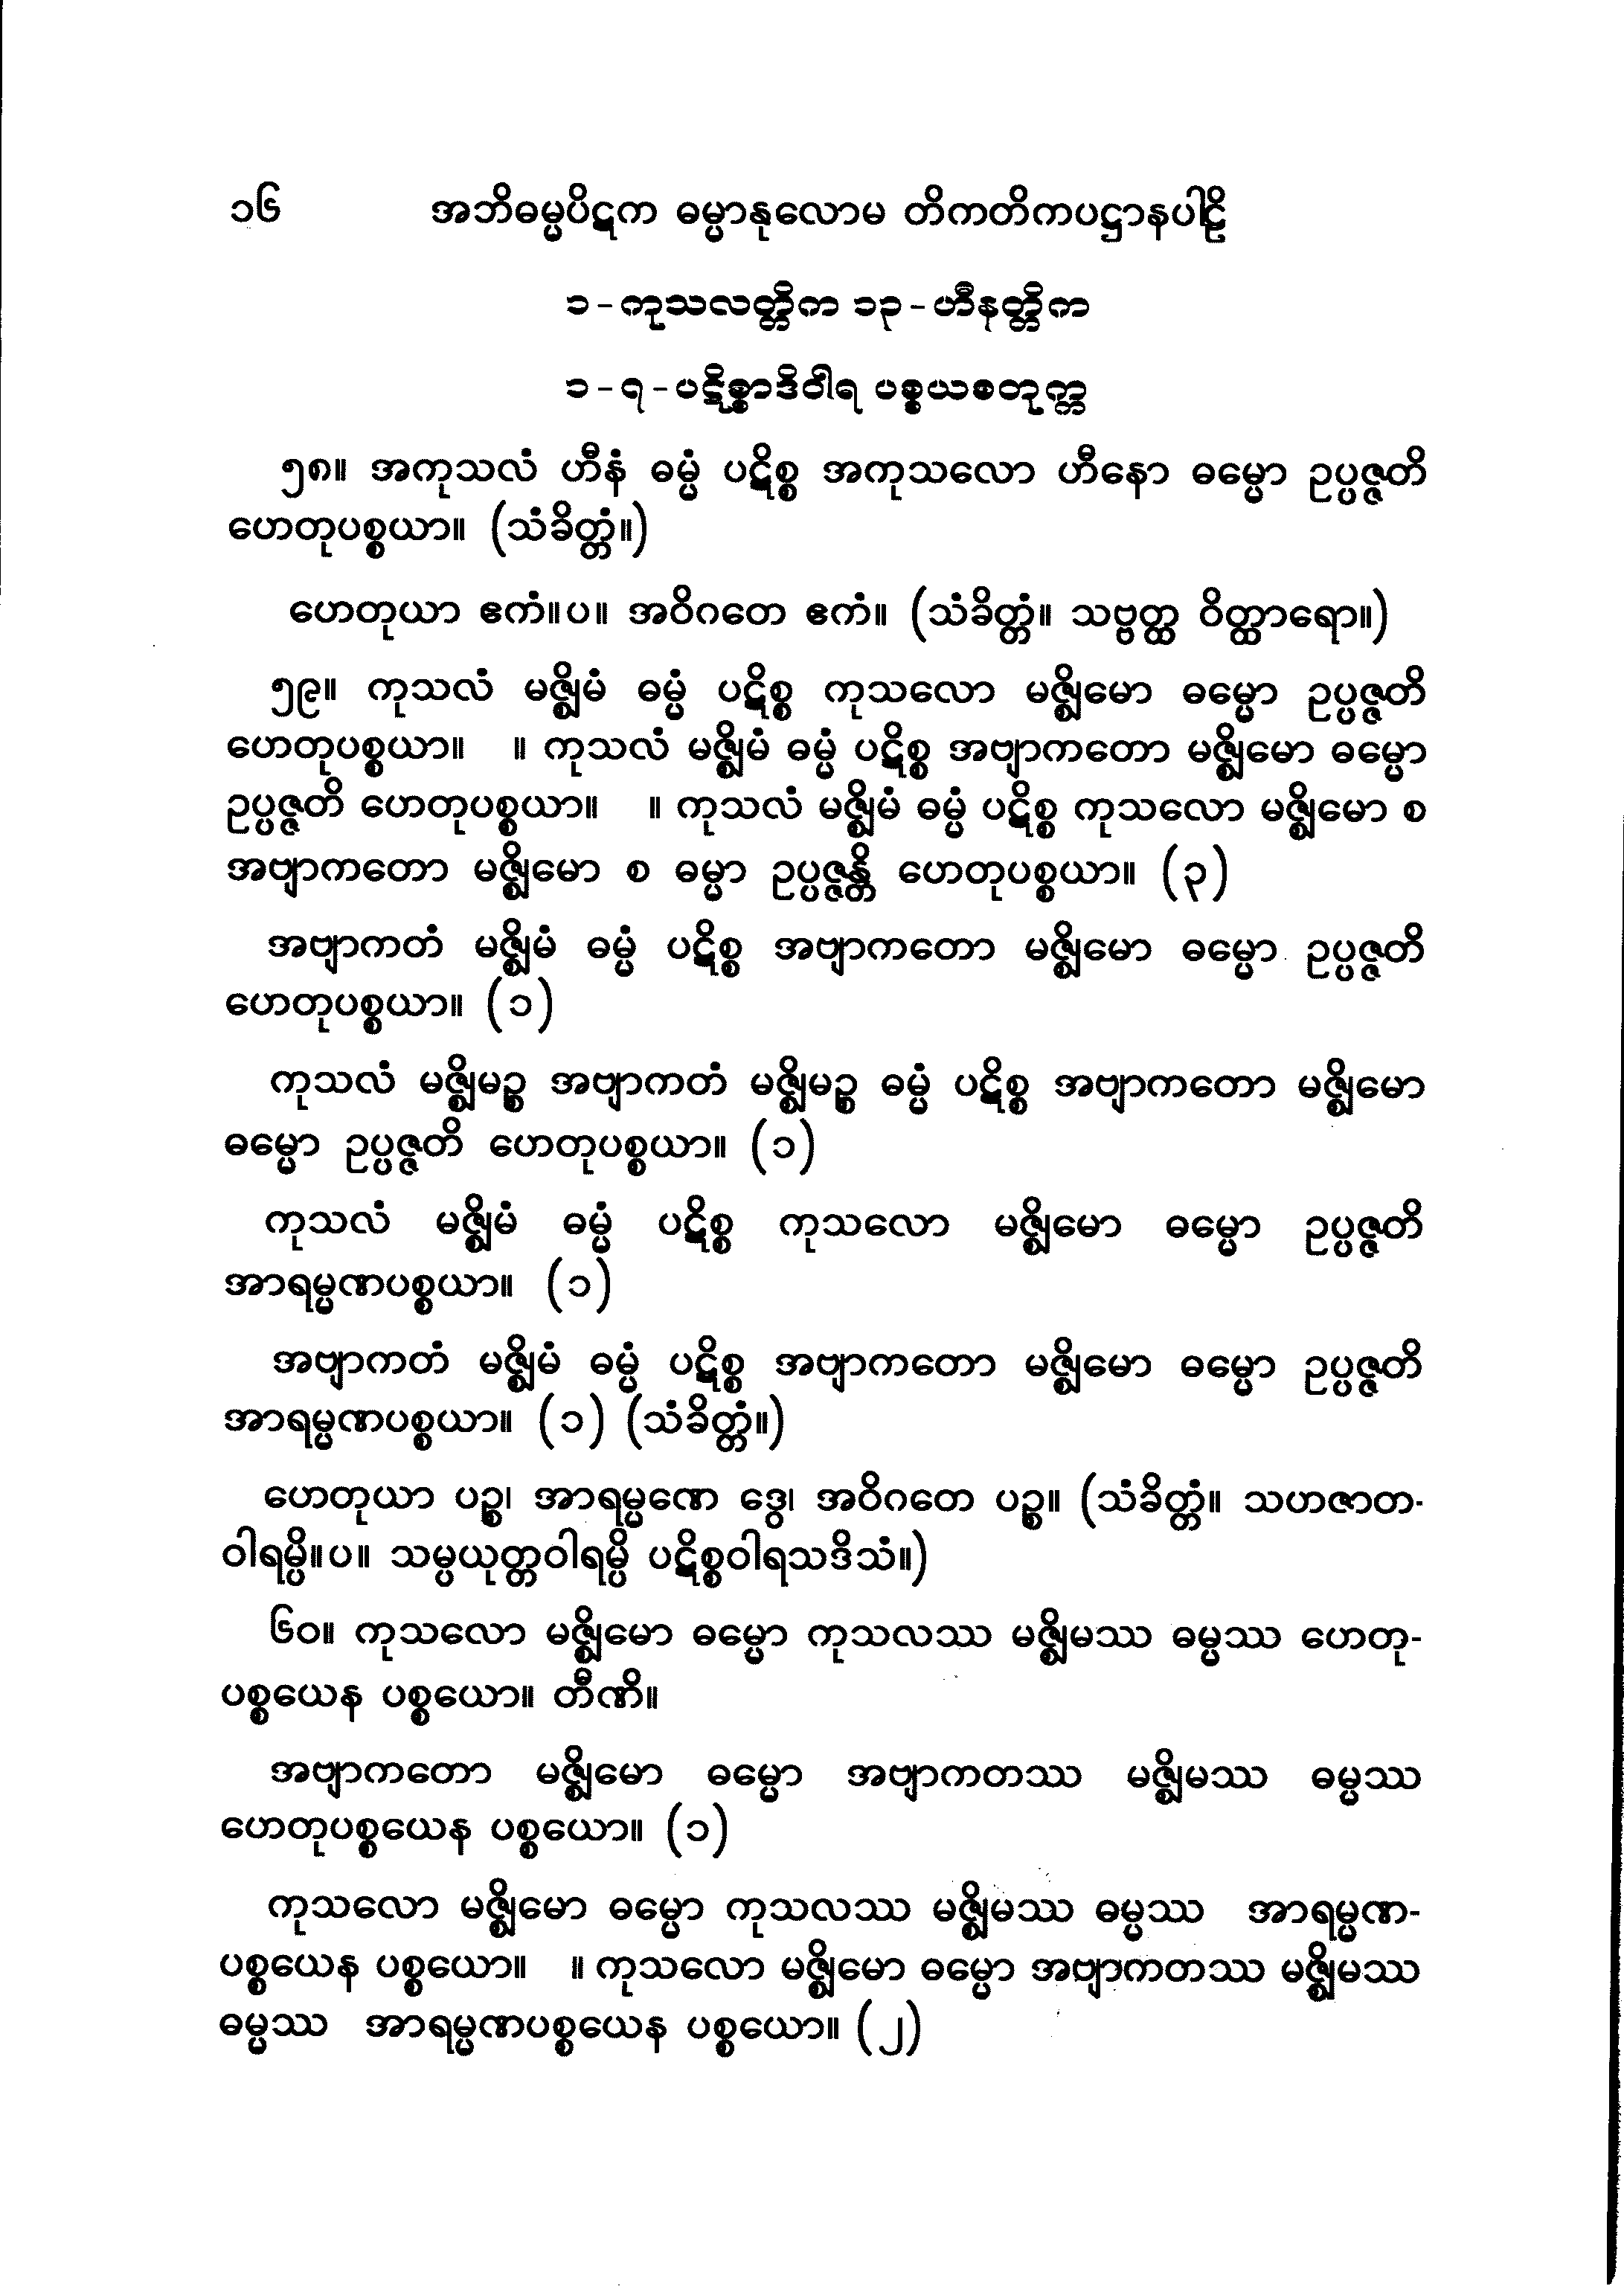 ၁၆ အဘိဓမ္မပိဋက ဓမ္မာနုလောမ တိကတိကပဋ္ဌာနပါဠိ
၁-ကုသလတ္တိက ၁၃-ဟီနတ္တိက
၁-၇-ပဋိစ္စာဒိဝါရ ပစ္စယစတုက္က
၅၈။ အကုသလံ ဟီနံ ဓမ္မံ ပဋိစ္စ အကုသလော ဟီနော ဓမ္မော ဥပ္ပဇ္ဇတိ
ဟေတုပစ္စယာ။ (သံခိတ္တံ။)
ဟေတုယာ ဧကံ။ပ။ အဝိဂတေ ဧကံ။ (သံခိတ္တံ။ သဗ္ဗတ္ထ ဝိတ္ထာရော။)
၅၉။ ကုသလံ မဇ္ဈိမံ ဓမ္မံ ပဋိစ္စ ကုသလော မဇ္ဈိမော ဓမ္မော ဥပ္ပဇ္ဇတိ
ဟေတုပစ္စယာ။ ။ ကုသလံ မဇ္ဈိမံ ဓမ္မံ ပဋိစ္စ အဗျာကတော မဇ္ဈိမော ဓမ္မော
ဥပ္ပဇ္ဇတိ ဟေတုပစ္စယာ။ ။ ကုသလံ မဇ္ဈိမံ ဓမ္မံ ပဋိစ္စ ကုသလော မဇ္ဈိမော စ
အဗျာကတော မဇ္ဈိမော စ ဓမ္မာ ဥပ္ပဇ္ဇန္တိ ဟေတုပစ္စယာ။ (၃)
အဗျာကတံ မဇ္ဈိမံ ဓမ္မံ ပဋိစ္စ အဗျာကတော မဇ္ဈိမော ဓမ္မော ဥပ္ပဇ္ဇတိ
ဟေတုပစ္စယာ။ (၁)
ကုသလံ မဇ္ဈိမဉ္စ အဗျာကတံ မဇ္ဈိမဉ္စ ဓမ္မံ ပဋိစ္စ အဗျာကတော မဇ္ဈိမော
ဓမ္မော ဥပ္ပဇ္ဇတိ ဟေတုပစ္စယာ။ (၁)
ကုသလံ မဇ္ဈိမံ ဓမ္မံ ပဋိစ္စ ကုသလော မဇ္ဈိမော ဓမ္မော ဥပ္ပဇ္ဇတိ
အာရမ္မဏပစ္စယာ။ (၁)
အဗျာကတံ မဇ္ဈိမံ ဓမ္မံ ပဋိစ္စ အဗျာကတော မဇ္ဈိမော ဓမ္မော ဥပ္ပဇ္ဇတိ
အာရမ္မဏပစ္စယာ။ (၁) (သံခိတ္တံ။)
ဟေတုယာ ပဉ္စ၊ အာရမ္မဏေ ဒွေ၊ အဝိဂတေ ပဉ္စ။ (သံခိတ္တံ။ သဟဇာတ-
ဝါရမ္ပိ။ပ။ သမ္ပယုတ္တဝါရမ္ပိ ပဋိစ္စဝါရသဒိသံ။)
၆၀။ ကုသလော မဇ္ဈိမော ဓမ္မော ကုသလဿ မဇ္ဈိမဿ ဓမ္မဿ ဟေတု-
ပစ္စယေန ပစ္စယော။ တီဏိ။
အဗျာကတော မဇ္ဈိမော ဓမ္မော အဗျာကတဿ မဇ္ဈိမဿ ဓမ္မဿ
ဟေတုပစ္စယေန ပစ္စယော။ (၁)
ကုသလော မဇ္ဈိမော ဓမ္မော ကုသလဿ မဇ္ဈိမဿ ဓမ္မဿ အာရမ္မဏ-
ပစ္စယေန ပစ္စယော။ ။ ကုသလော မဇ္ဈိမော ဓမ္မော အဗျာကတဿ မဇ္ဈိမဿ
ဓမ္မဿ အာရမ္မဏပစ္စယေန ပစ္စယော။ (၂)